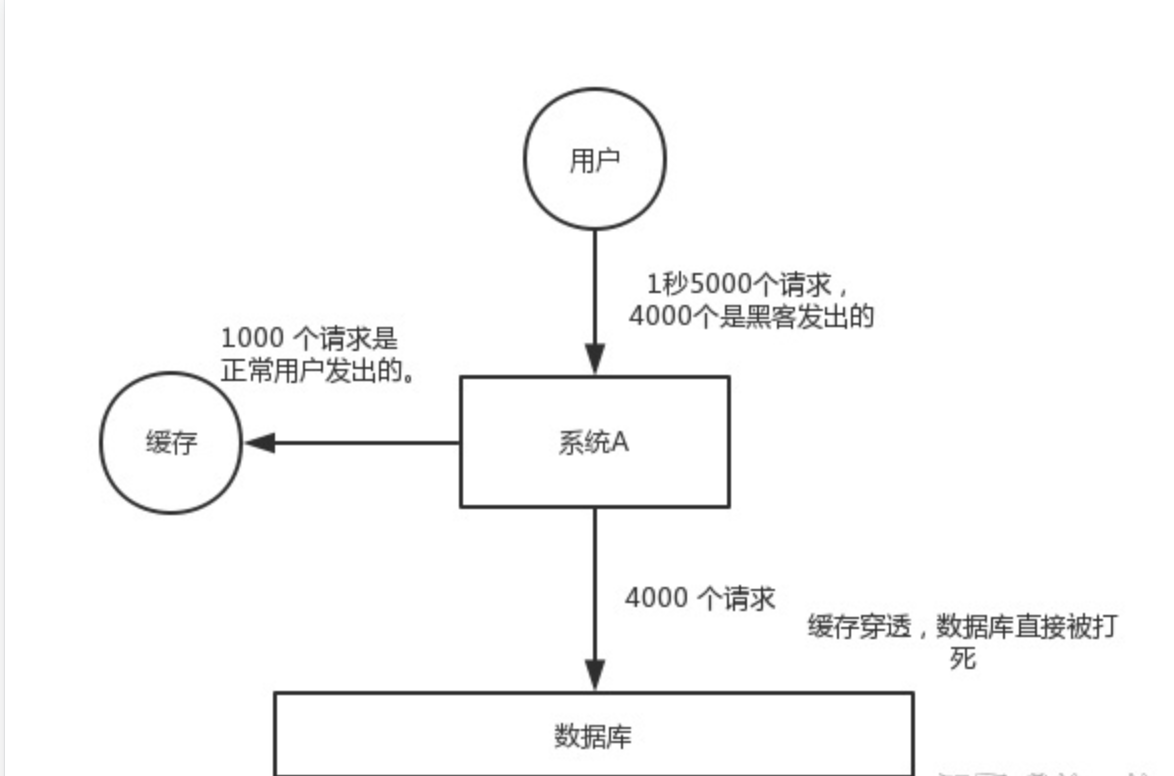 用户
1秒5000个请求，
4000个是黑客发出的
1000 个请求是
正常用户发出的。
缓存
系统A
4000 个请求
缓存穿透，数据库直接被打
死
数据库